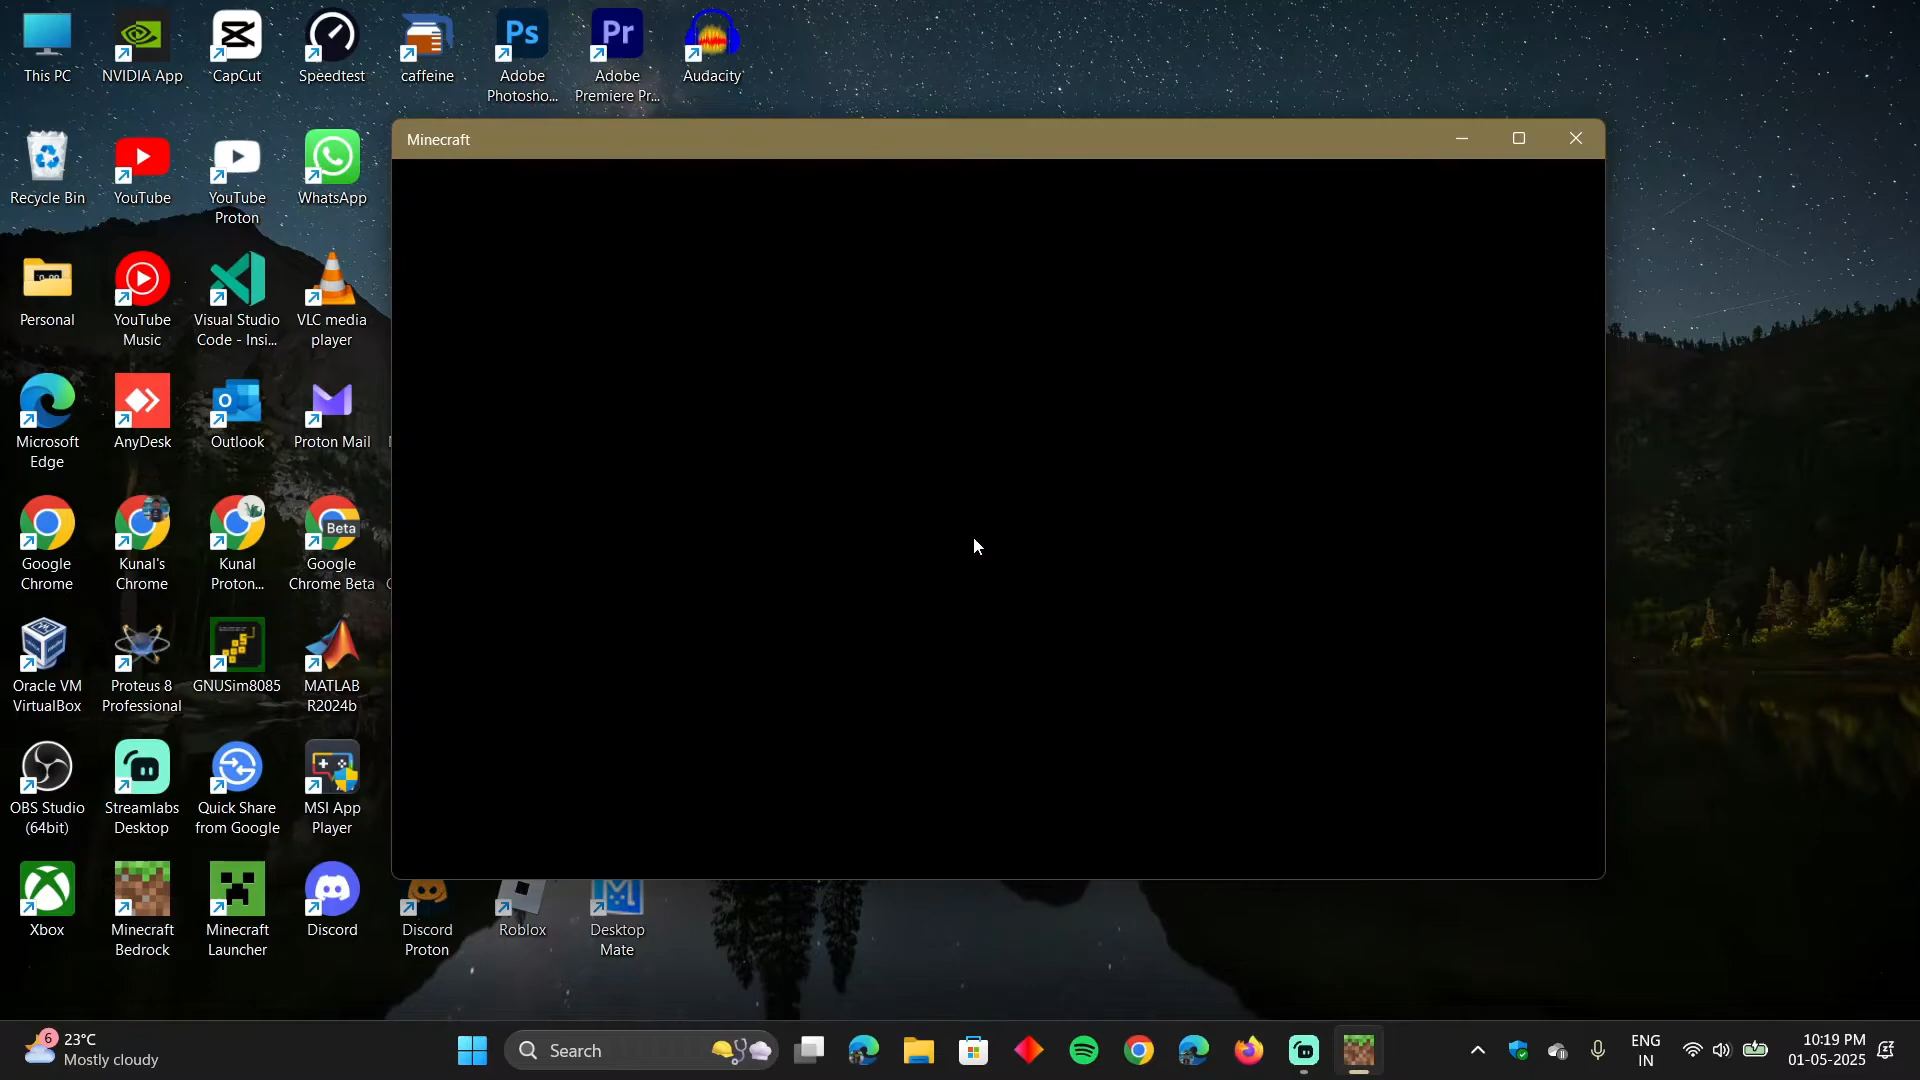 This PC
NVIDIA App
CapCut
Speedtest
caffeine
Ps
Adobe
Photosho...
Pr
Adobe
Premiere Pr...
Audacity
Minecraft
Recycle Bin
YouTube
YouTube
Proton
WhatsApp
Personal
YouTube
Music
Visual Studio
Code - Insi...
VLC media
player
Microsoft
Edge
AnyDesk
Outlook
Proton Mail
Google
Chrome
Kunal's
Chrome
Kunal
Proton...
Beta
Google
Chrome Beta
Oracle VM
VirtualBox
Proteus 8
Professional
GNUSim8085
MATLAB
R2024b
OBS Studio
(64bit)
Streamlabs
Desktop
Quick Share
from Google
MSI App
Player
Xbox
Minecraft
Bedrock
Minecraft
Launcher
Discord
Discord
Proton
Roblox
Desktop
Mate
6
23°C
Mostly cloudy
Search
ENG
IN
10:19 PM
01-05-2025